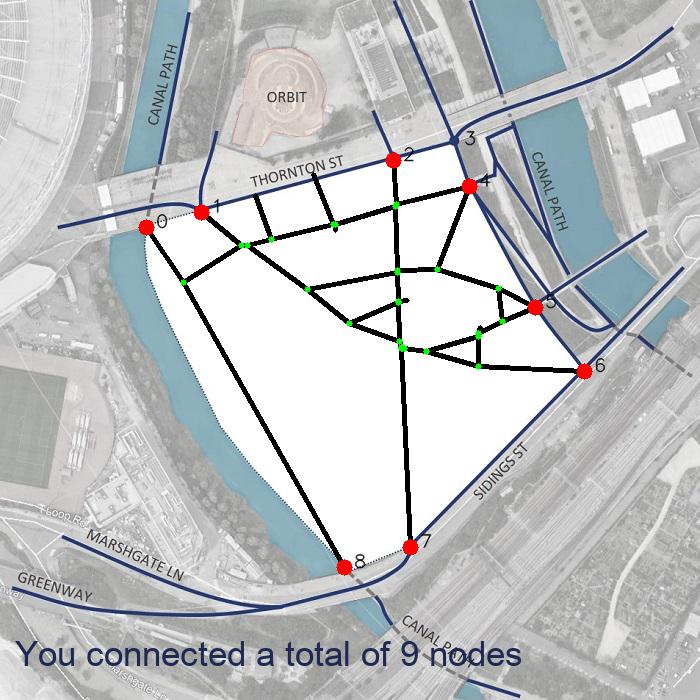 CANAL PATH
ORBIT
2
3
THORNTON ST
4
1
0
CANAL PATH
5
6
SIDINGS ST
7
8
MARSHGATE LN
GREENWAY
CANAL PATH
You connected a total of 9 nodes